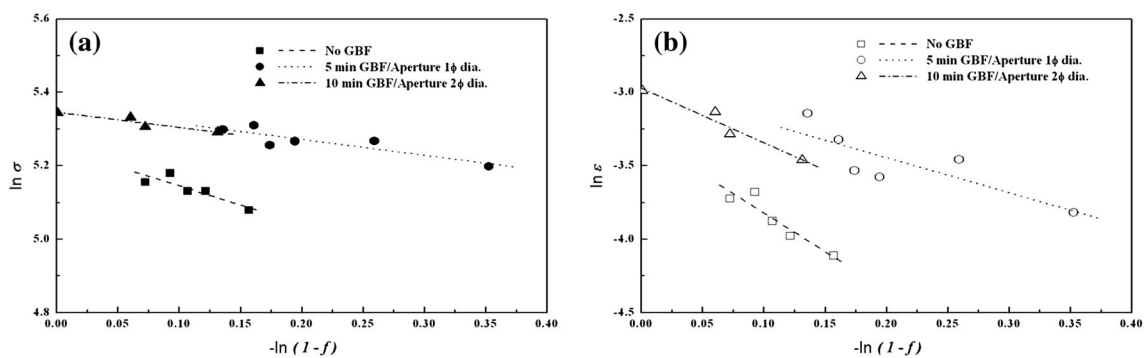 (a)
No GBF
5 min GBF/Aperture 1ϕ dia.
10 min GBF/Aperture 2ϕ dia.
ln σ
5.6
5.4
5.2
5.0
4.8
0.00 0.05 0.10 0.15 0.20 0.25 0.30 0.35 0.40
-ln (1-f)
(b)
No GBF
5 min GBF/Aperture 1ϕ dia.
10 min GBF/Aperture 2ϕ dia.
ln ε
-2.5
-3.0
-3.5
-4.0
-4.5
0.00 0.05 0.10 0.15 0.20 0.25 0.30 0.35 0.40
-ln (1-f)